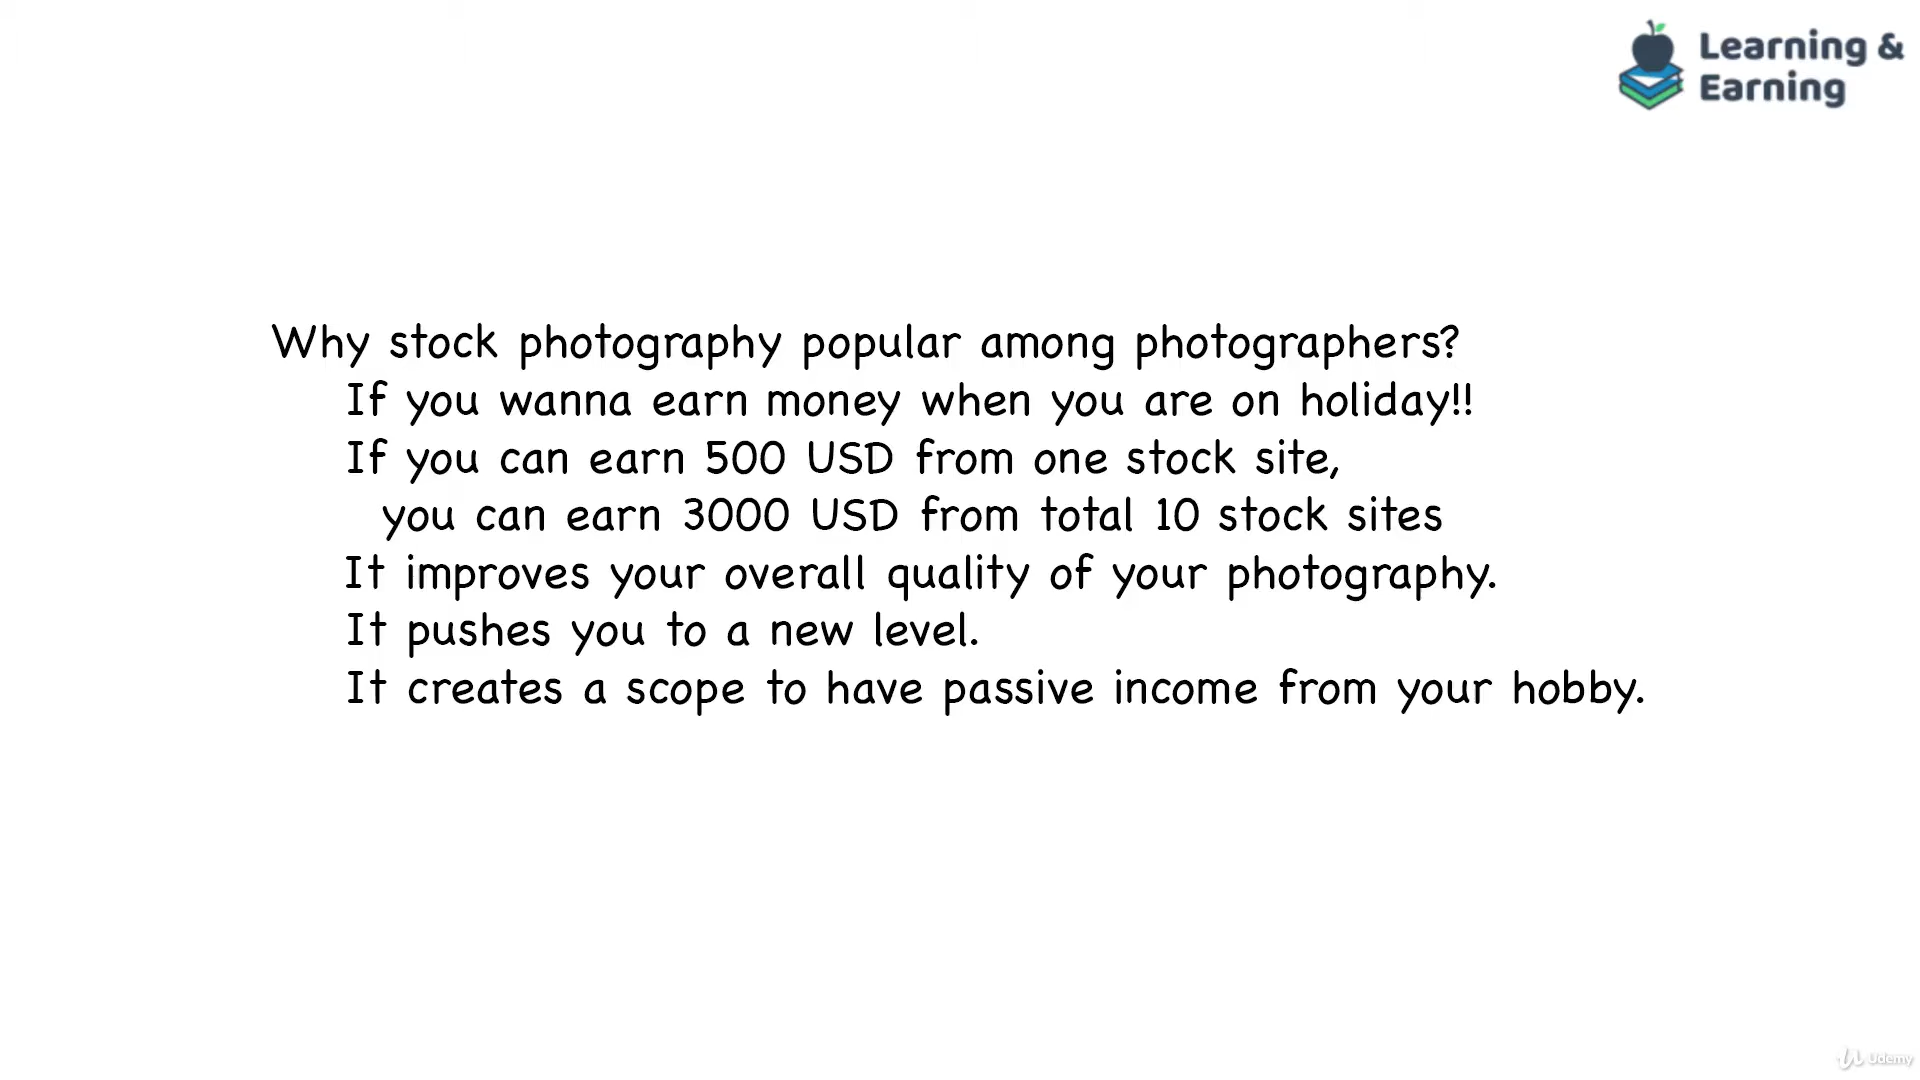 Learning &
Earning
Why stock photography popular among photographers?
If you wanna earn money when you are on holiday!!
If you can earn 500 USD from one stock site,
you can earn 3000 USD from total 10 stock sites
It improves your overall quality of your photography.
It pushes you to a new level.
It creates a scope to have passive income from your hobby.
Udemy